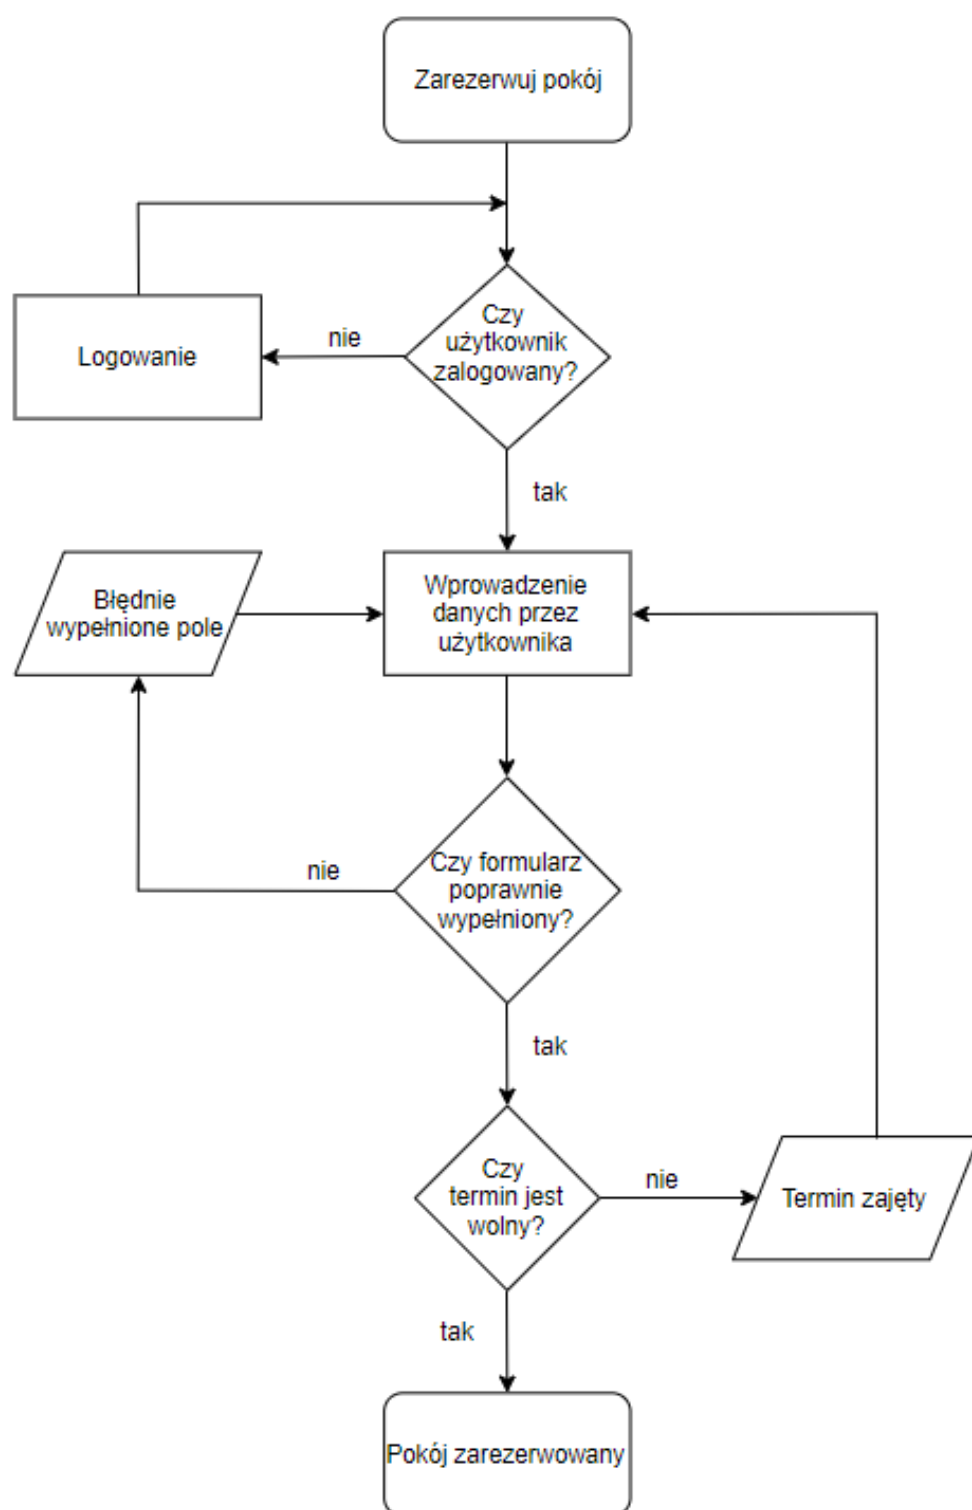 Zarezerwuj pokój
Czy
użytkownik
zalogowany?
nie
Logowanie
tak
Błędnie
wypełnione pole
Wprowadzenie
danych przez
użytkownika
Czy formularz
poprawnie
wypełniony?
nie
tak
Czy
termin jest
wolny?
nie
Termin zajęty
tak
Pokój zarezerwowany